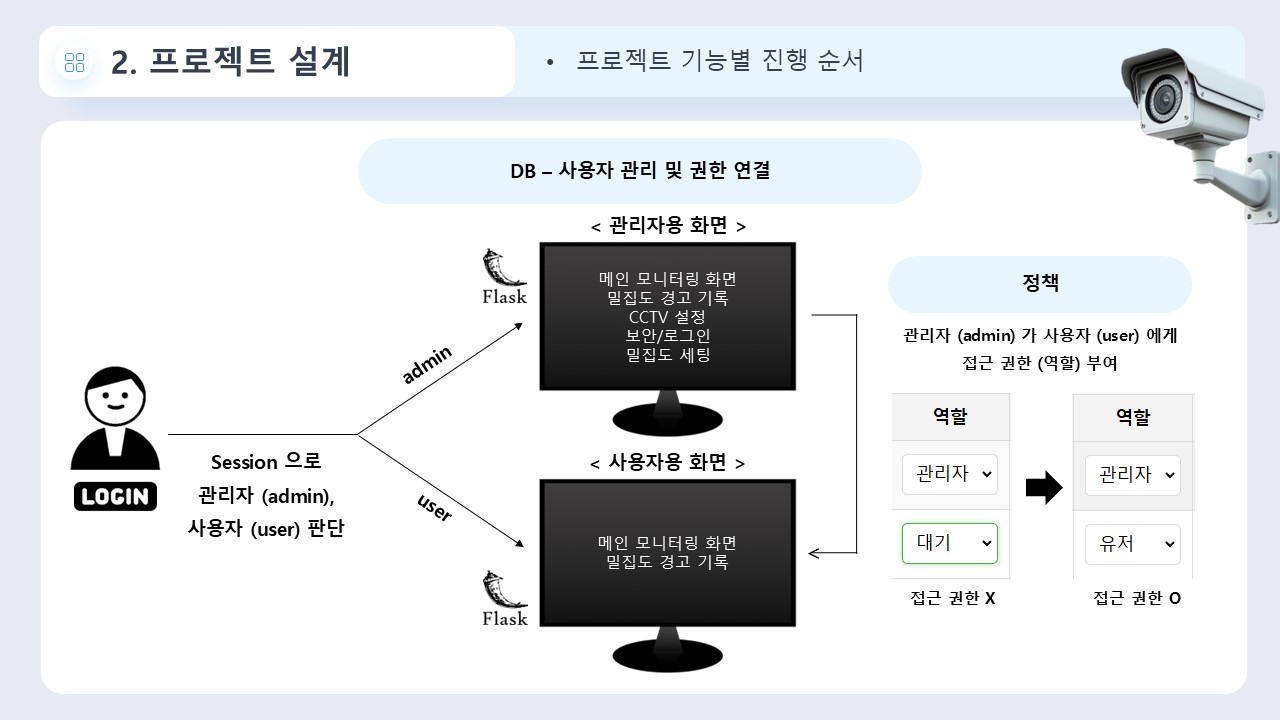 2. 프로젝트 설계
• 프로젝트 기능별 진행 순서
DB – 사용자 관리 및 권한 연결
< 관리자용 화면 >
Flask
메인 모니터링 화면
밀집도 경고 기록
CCTV 설정
보안/로그인
밀집도 세팅
admin
LOGIN
Session 으로
관리자 (admin),
사용자 (user) 판단
user
< 사용자용 화면 >
메인 모니터링 화면
밀집도 경고 기록
Flask
정책
관리자 (admin) 가 사용자 (user) 에게
접근 권한 (역할) 부여
역할
관리자
대기
접근 권한 X
역할
관리자
유저
접근 권한 O